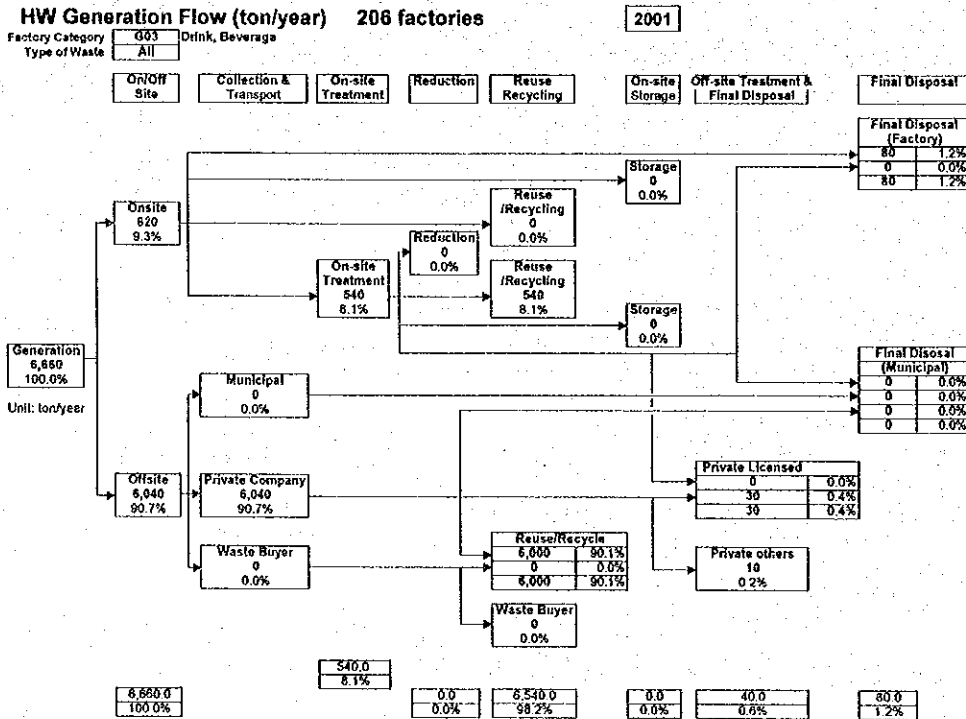 HW Generation Flow (ton/year) 206 factories 2001
Factory Category G03 Drink, Beverage
Type of Waste All
On/Off Site
Collection & Transport
On-site Treatment
Reduction
Reuse Recycling
On-site Storage
Off-site Treatment & Final Disposal
Final Disposal
Final Disposal
(Factory)
80 1.2%
0 0.0%
80 1.2%
Storage
0
0.0%
Onsite
620
9.3%
Reuse
/Recycling
0
0.0%
Reduction
0
0.0%
On-site
Treatment
540
8.1%
Reuse
/Recycling
540
8.1%
Storage
0
0.0%
Generation
6,660
100.0%
Unit: ton/year
Final Disosal
(Municipal)
0 0.0%
0 0.0%
0 0.0%
0 0.0%
Municipal
0
0.0%
Offsite
6,040
90.7%
Private Company
6,040
90.7%
Private Licensed
0 0.0%
30 0.4%
30 0.4%
Waste Buyer
0
0.0%
Reuse/Recycle
6,000 90.1%
0 0.0%
6,000 90.1%
Private others
10
0.2%
Waste Buyer
0
0.0%
540.0
8.1%
6,660.0 0.0 6,540.0 0.0 40.0 80.0
100.0% 0.0% 98.2% 0.0% 0.6% 1.2%